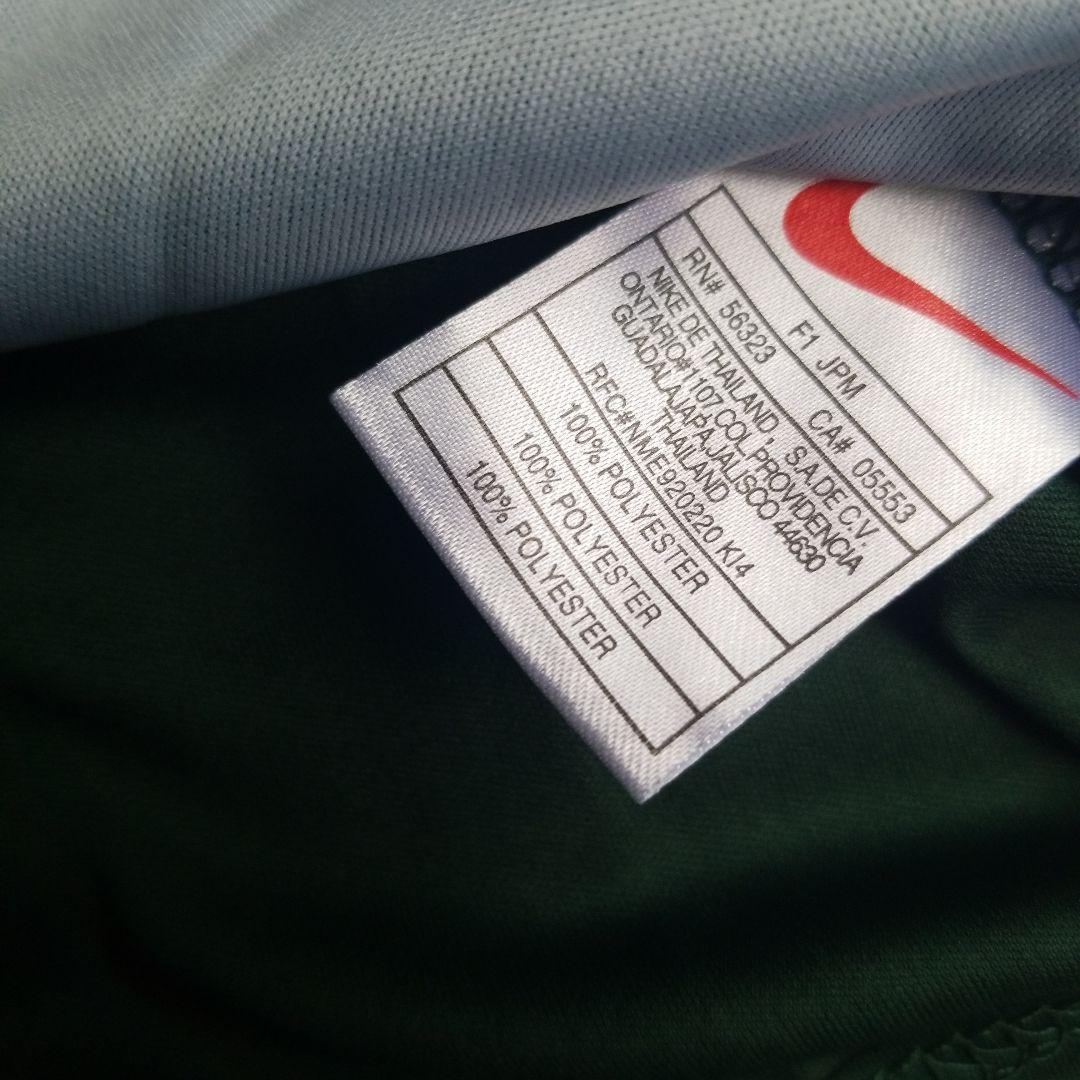 F1 JPM
RN# 56323 CA# 05553
NIKE DE THAILAND , S.A.DE C.V.
ONTARIO#1107 COL.PROVIDENCIA
GUADALAJAPA,JALISCO 44630
THAILAND
RFC#NME920220 KI4
100% POLYESTER
100% POLYESTER
100% POLYESTER